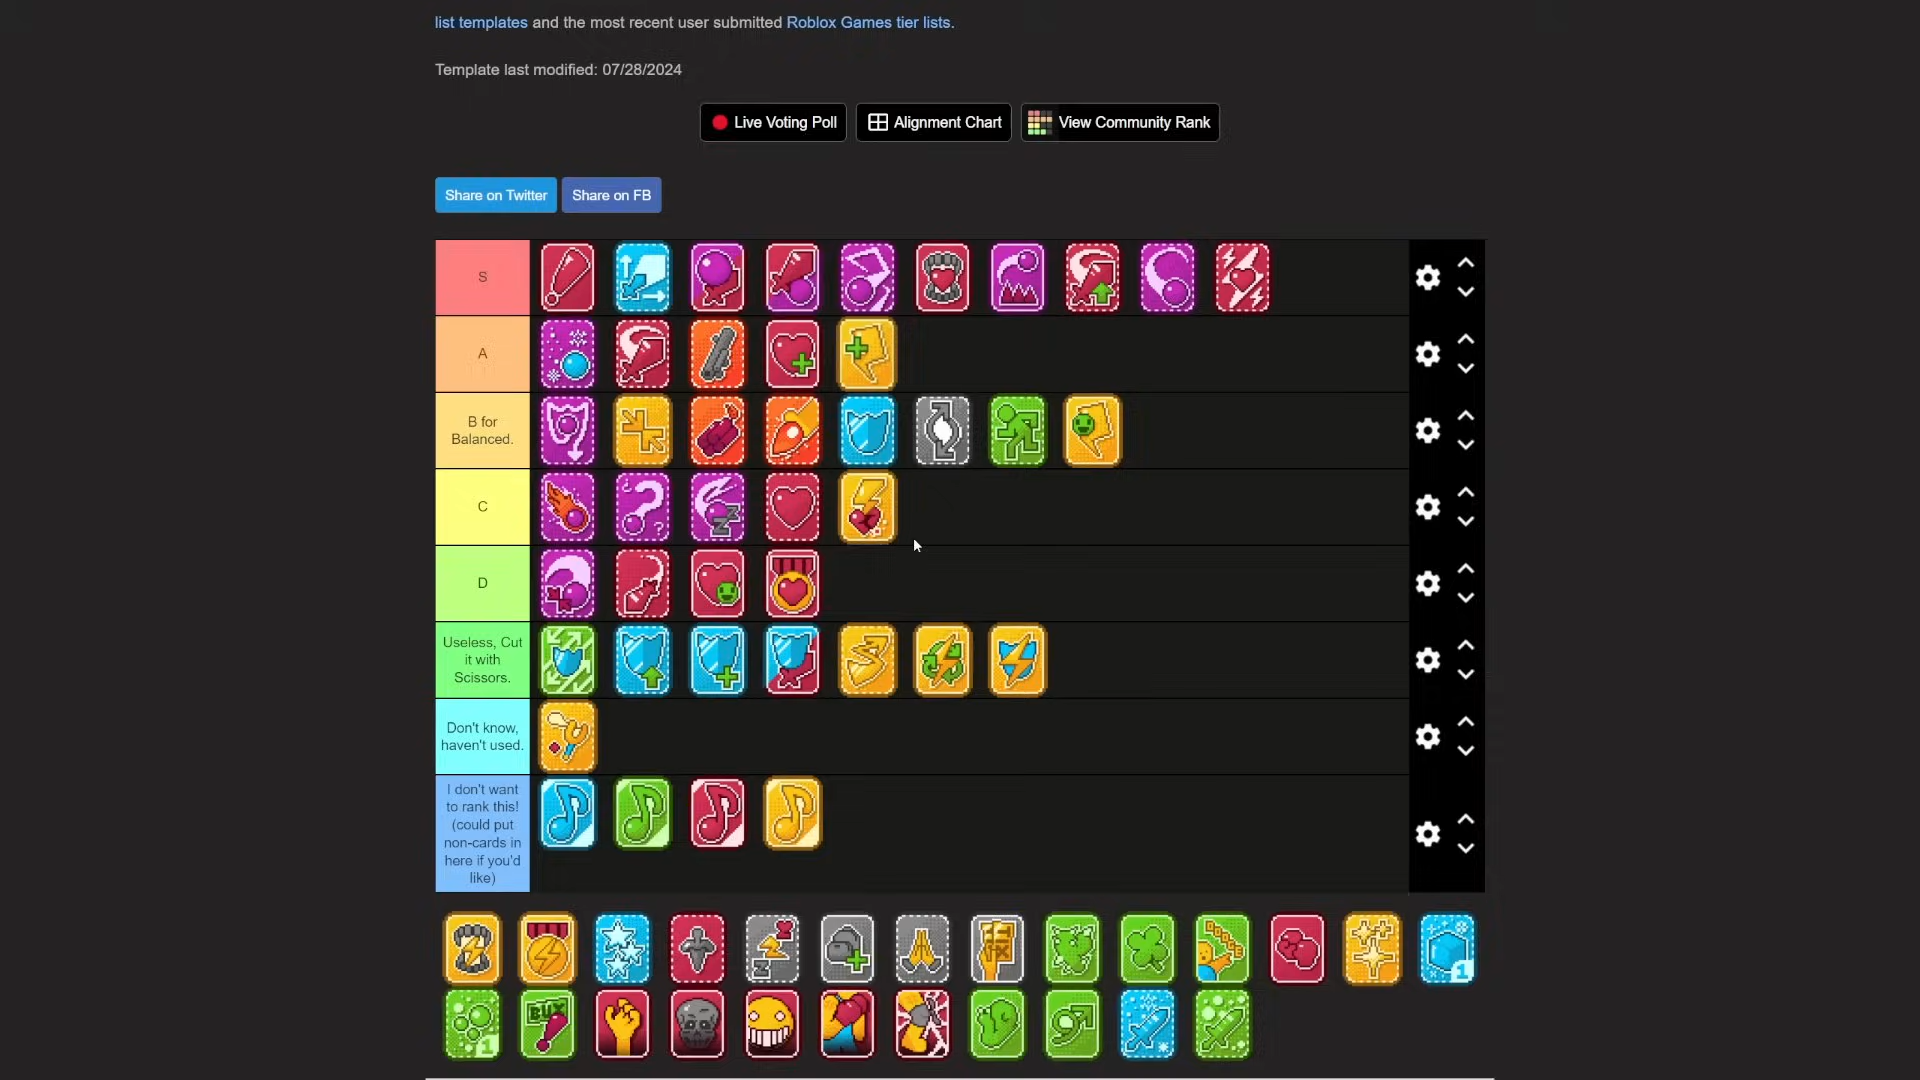 list templates and the most recent user submitted Roblox Games tier lists.
Template last modified: 07/28/2024
Live Voting Poll
Alignment Chart
View Community Rank
Share on Twitter
Share on FB
S
A
B for
Balanced.
C
D
Useless, Cut
it with
Scissors.
Don't know,
haven't used.
I don't want
to rank this!
(could put
non-cards in
here if you'd
like)
1
1
BUX